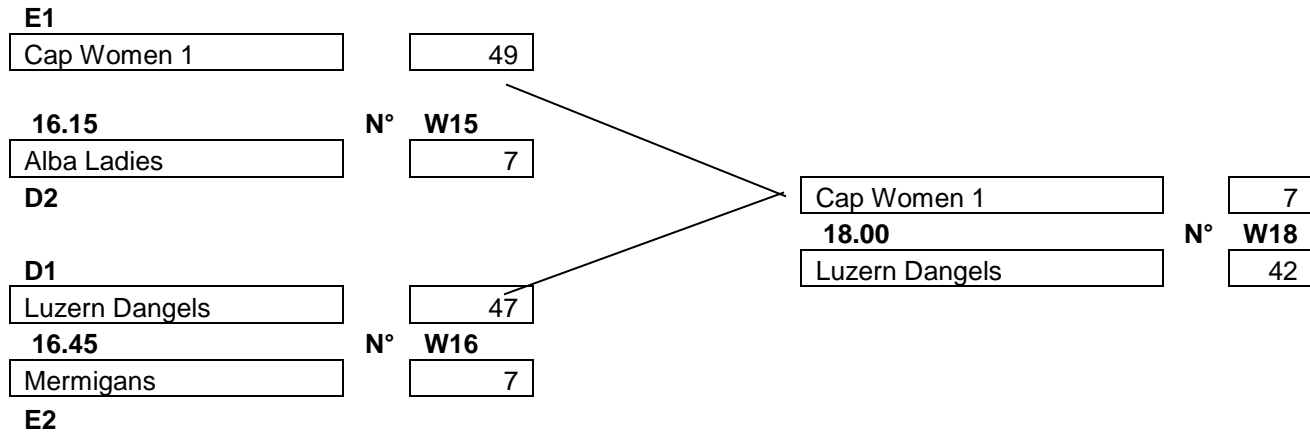 E1
Cap Women 1 49
16.15 N° W15
Alba Ladies 7
D2
Cap Women 1 7
18.00 N° W18
Luzern Dangels 42
D1
Luzern Dangels 47
16.45 N° W16
Mermigans 7
E2